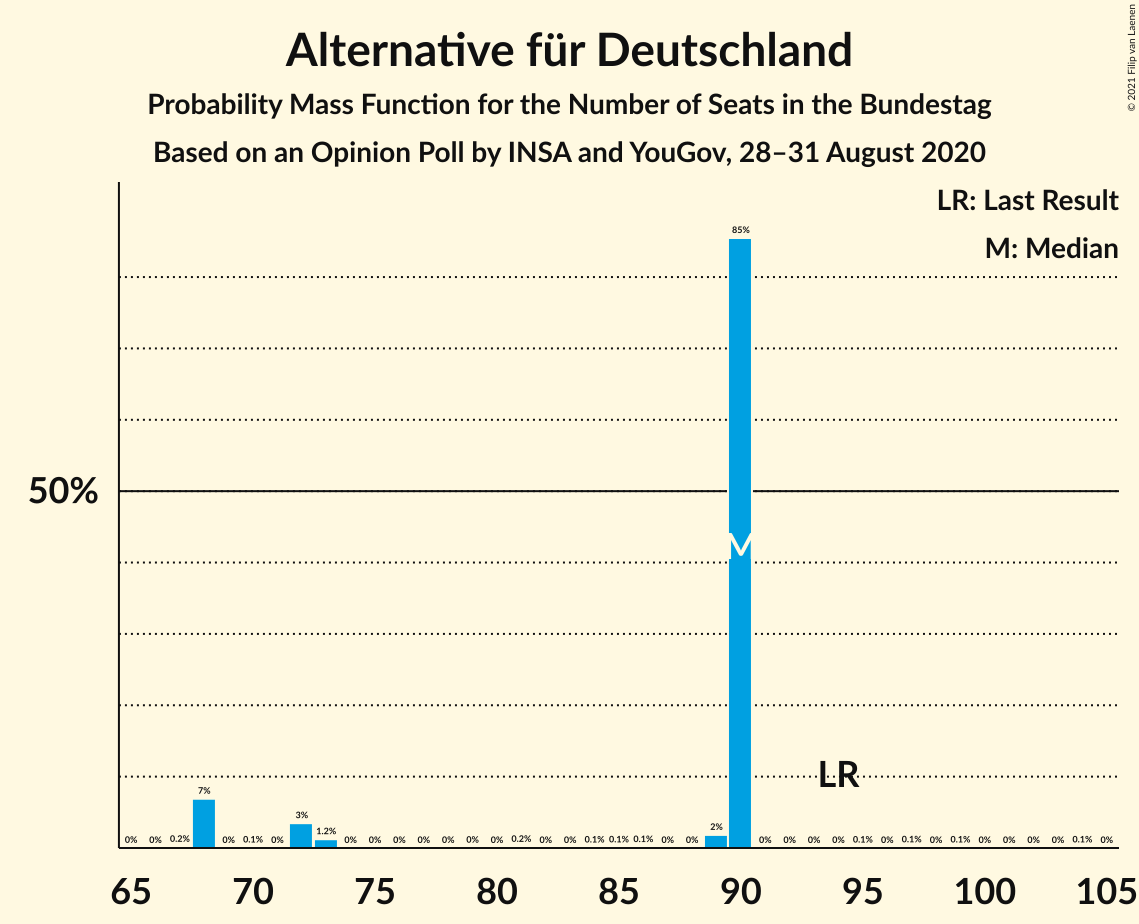 © 2021 Filip van Laenen
Alternative für Deutschland
Probability Mass Function for the Number of Seats in the Bundestag
Based on an Opinion Poll by INSA and YouGov, 28–31 August 2020
LR: Last Result
M: Median
85%
50%
M
LR
7%
3%
1.2%
2%
0% 0% 0.2% 0% 0.1% 0% 0% 0% 0% 0% 0% 0% 0% 0.2% 0% 0% 0.1% 0.1% 0.1% 0% 0% 0% 0% 0% 0% 0.1% 0% 0.1% 0% 0.1% 0% 0% 0% 0% 0.1% 0%
65 70 75 80 85 90 95 100 105